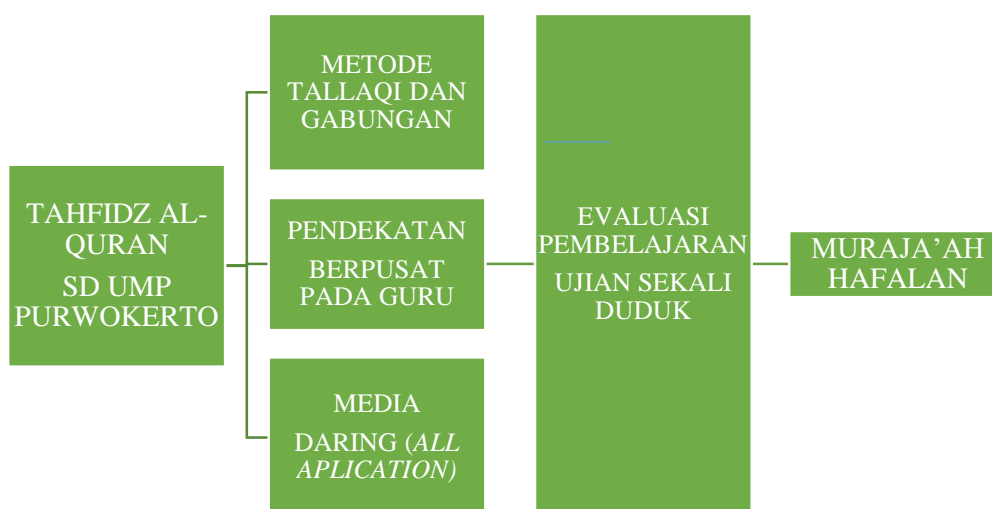 TAHFIDZ AL-
QURAN
SD UMP
PURWOKERTO
METODE
TALLAQI DAN
GABUNGAN
PENDEKATAN
BERPUSAT
PADA GURU
MEDIA
DARING (ALL
APLICATION)
EVALUASI
PEMBELAJARAN
UJIAN SEKALI
DUDUK
MURAJA’AH
HAFALAN